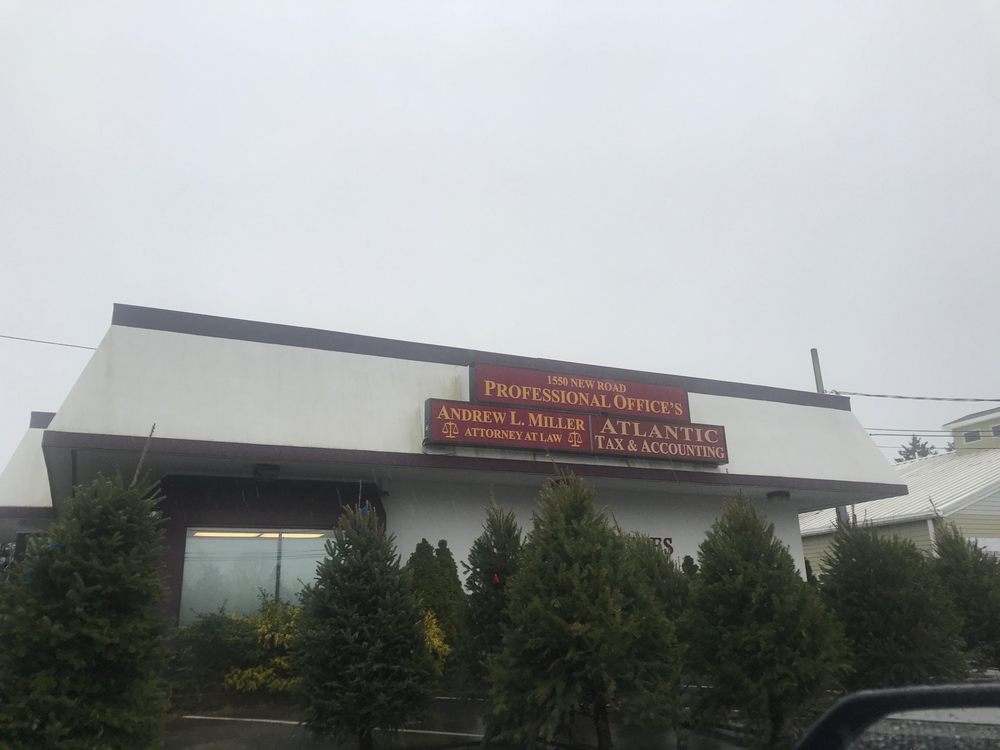 1550 NEW ROAD
PROFESSIONAL OFFICE'S
ANDREW L. MILLER
ATTORNEY AT LAW
ATLANTIC
TAX & ACCOUNTING